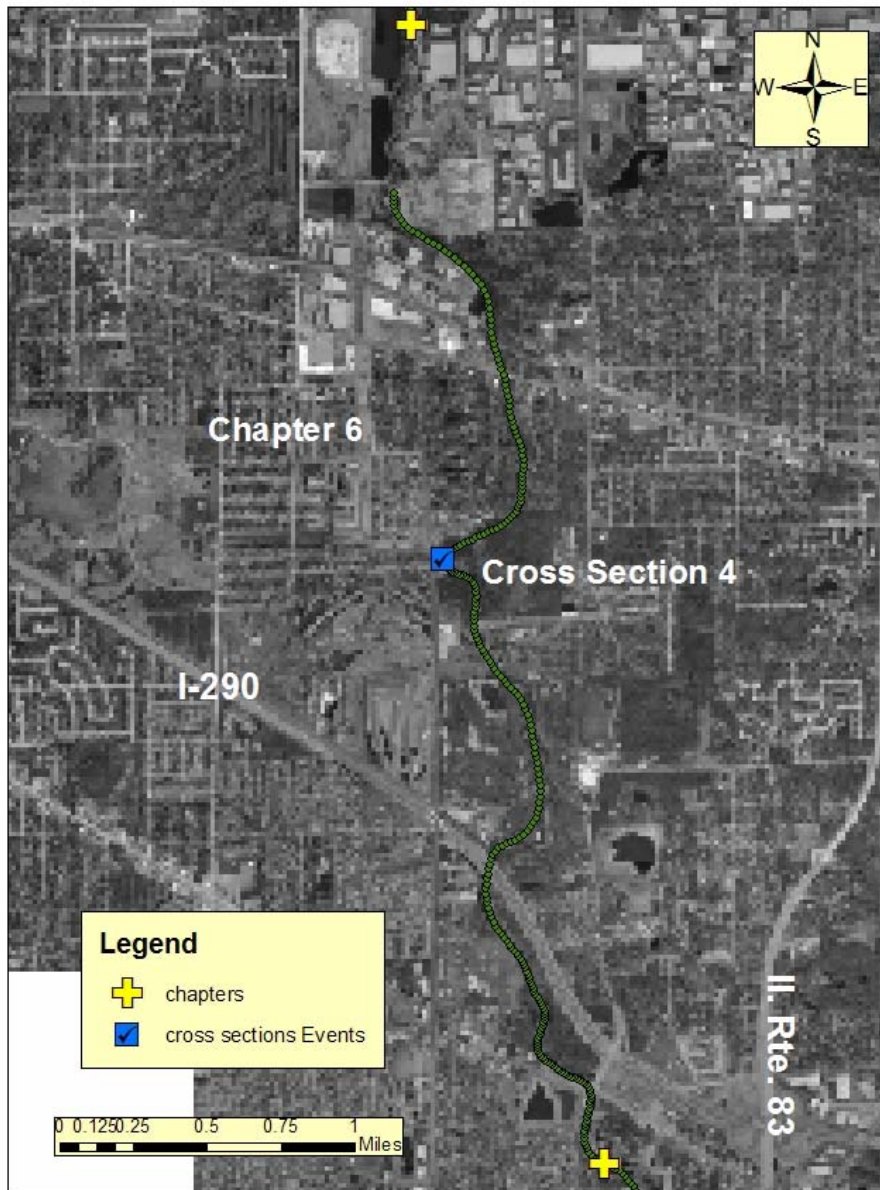 N
W E
S
Chapter 6
Cross Section 4
I-290
Legend
chapters
cross sections Events
Il. Rte. 83
0 0.125 0.25 0.5 0.75 1
Miles